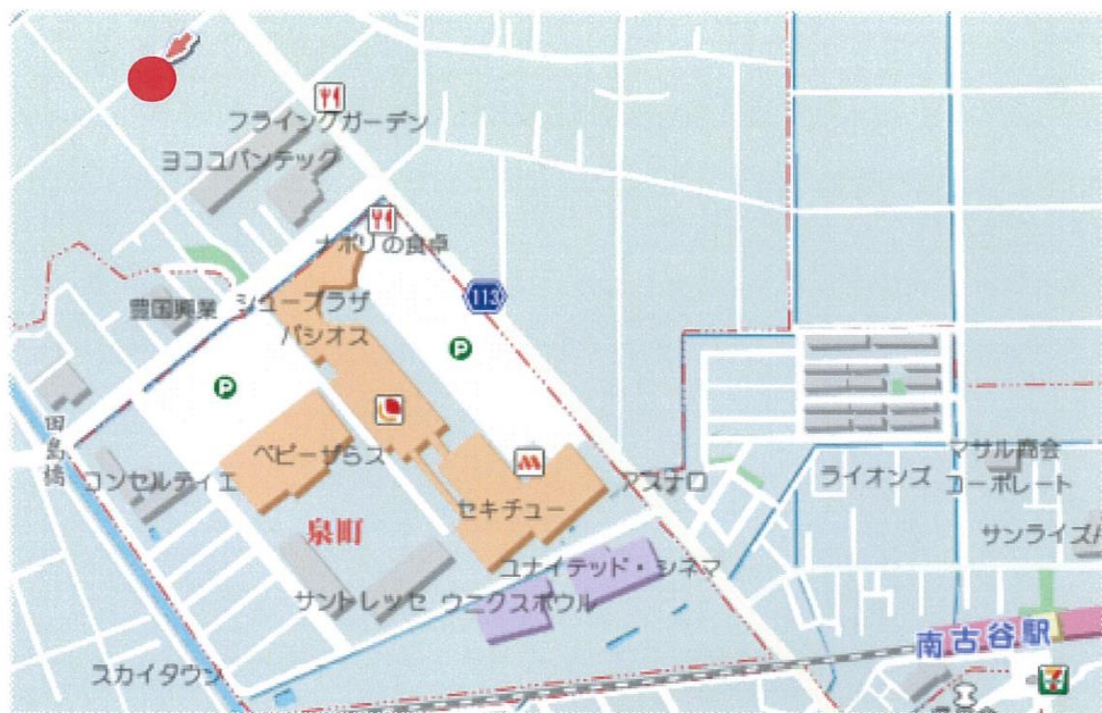 フライングガーデン
ヨココバンテック
ナポリの食卓
113
豊国興業
シュープラザ
パシオス
P
P
田島橋
ベビーザらス
コンセルティエ
セキチュー
アスナロ
ライオンズ
マサル商会
コーポレート
サンライズハ
泉町
ユナイテッド・シネマ
サントレッセ
ウニクスボウル
スカイタウン
南古谷駅
7